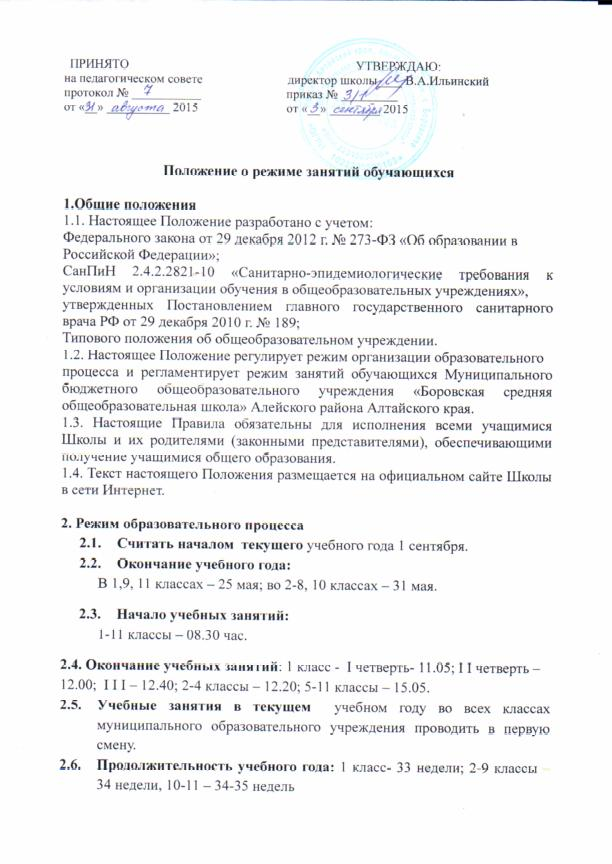 ПРИНЯТО УТВЕРЖДАЮ:
на педагогическом совете директор школы В.А.Ильинский
протокол № 7 приказ № 3/1
от «31» августа 2015 от «3» сентября 2015
Положение о режиме занятий обучающихся
1.Общие положения
1.1. Настоящее Положение разработано с учетом:
Федерального закона от 29 декабря 2012 г. № 273-ФЗ «Об образовании в
Российской Федерации»;
СанПиН 2.4.2.2821-10 «Санитарно-эпидемиологические требования к
условиям и организации обучения в общеобразовательных учреждениях»,
утвержденных Постановлением главного государственного санитарного
врача РФ от 29 декабря 2010 г. № 189;
Типового положения об общеобразовательном учреждении.
1.2. Настоящее Положение регулирует режим организации образовательного
процесса и регламентирует режим занятий обучающихся Муниципального
бюджетного общеобразовательного учреждения «Боровская средняя
общеобразовательная школа» Алейского района Алтайского края.
1.3. Настоящие Правила обязательны для исполнения всеми учащимися
Школы и их родителями (законными представителями), обеспечивающими
получение учащимися общего образования.
1.4. Текст настоящего Положения размещается на официальном сайте Школы
в сети Интернет.
2. Режим образовательного процесса
2.1. Считать началом текущего учебного года 1 сентября.
2.2. Окончание учебного года:
В 1,9, 11 классах – 25 мая; во 2-8, 10 классах – 31 мая.
2.3. Начало учебных занятий:
1-11 классы – 08.30 час.
2.4. Окончание учебных занятий: 1 класс - I четверть- 11.05; I I четверть –
12.00; I I I – 12.40; 2-4 классы – 12.20; 5-11 классы – 15.05.
2.5. Учебные занятия в текущем учебном году во всех классах
муниципального образовательного учреждения проводить в первую
смену.
2.6. Продолжительность учебного года: 1 класс- 33 недели; 2-9 классы –
34 недели, 10-11 – 34-35 недель